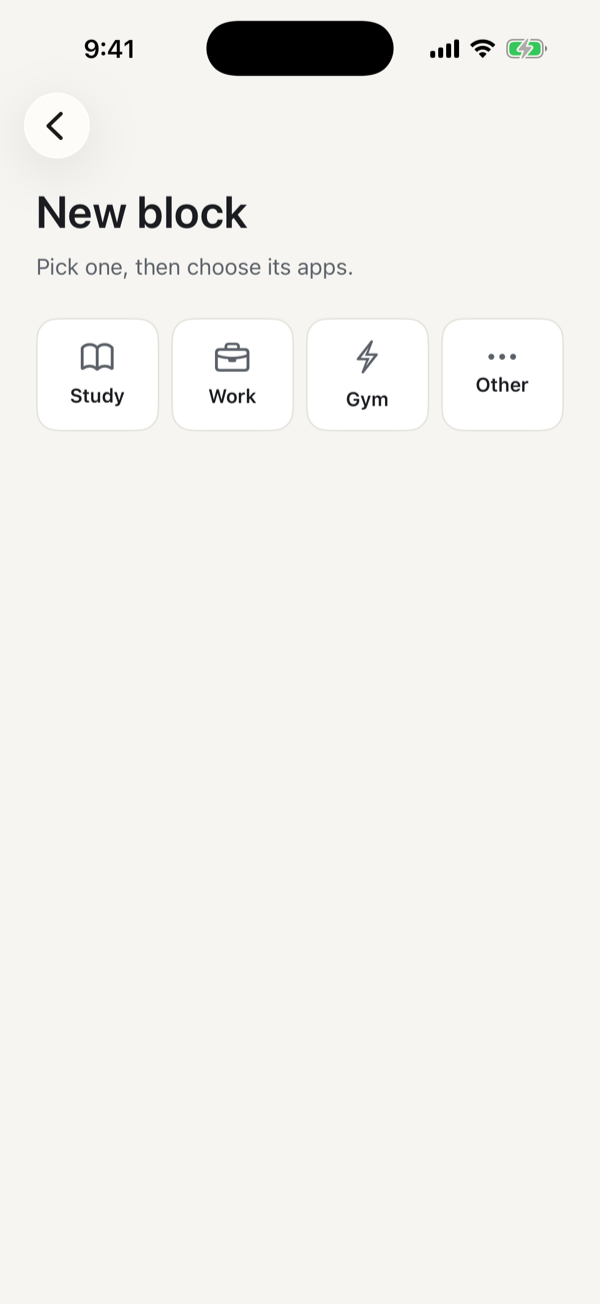 9:41
New block
Pick one, then choose its apps.
Study
Work
Gym
Other